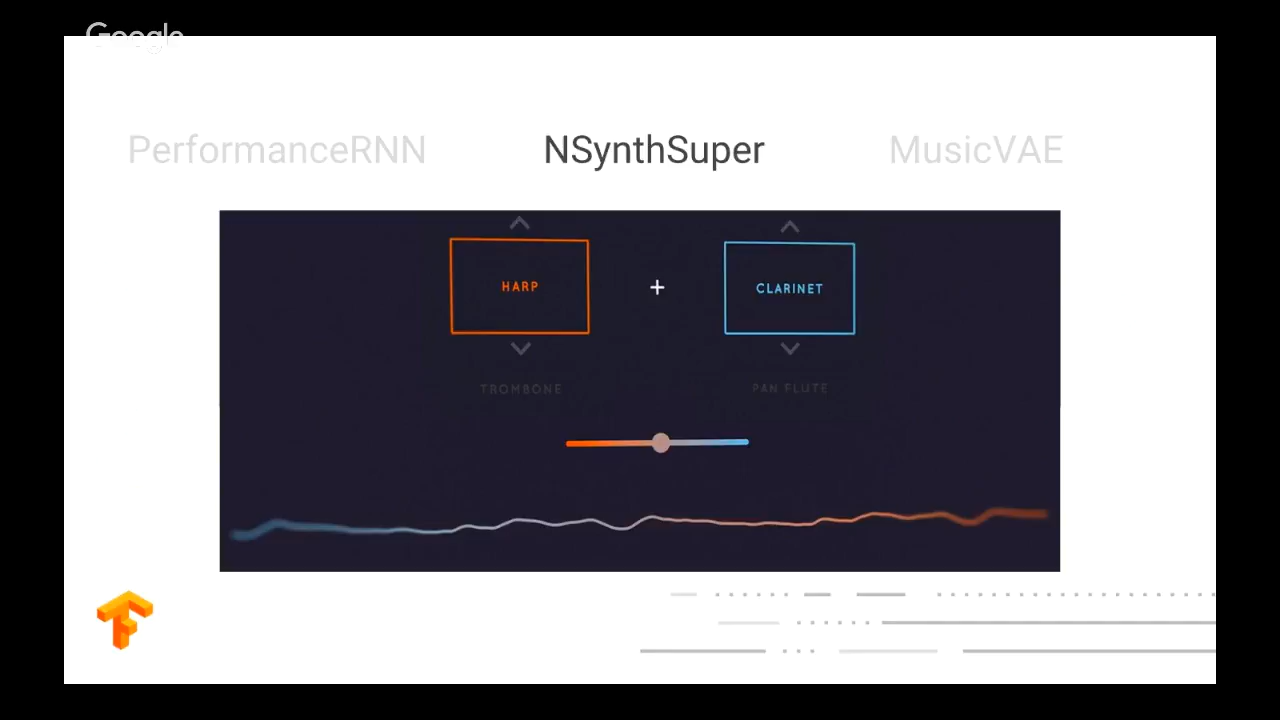 Google
PerformanceRNN NSynthSuper MusicVAE
HARP + CLARINET
TROMBONE PAN FLUTE